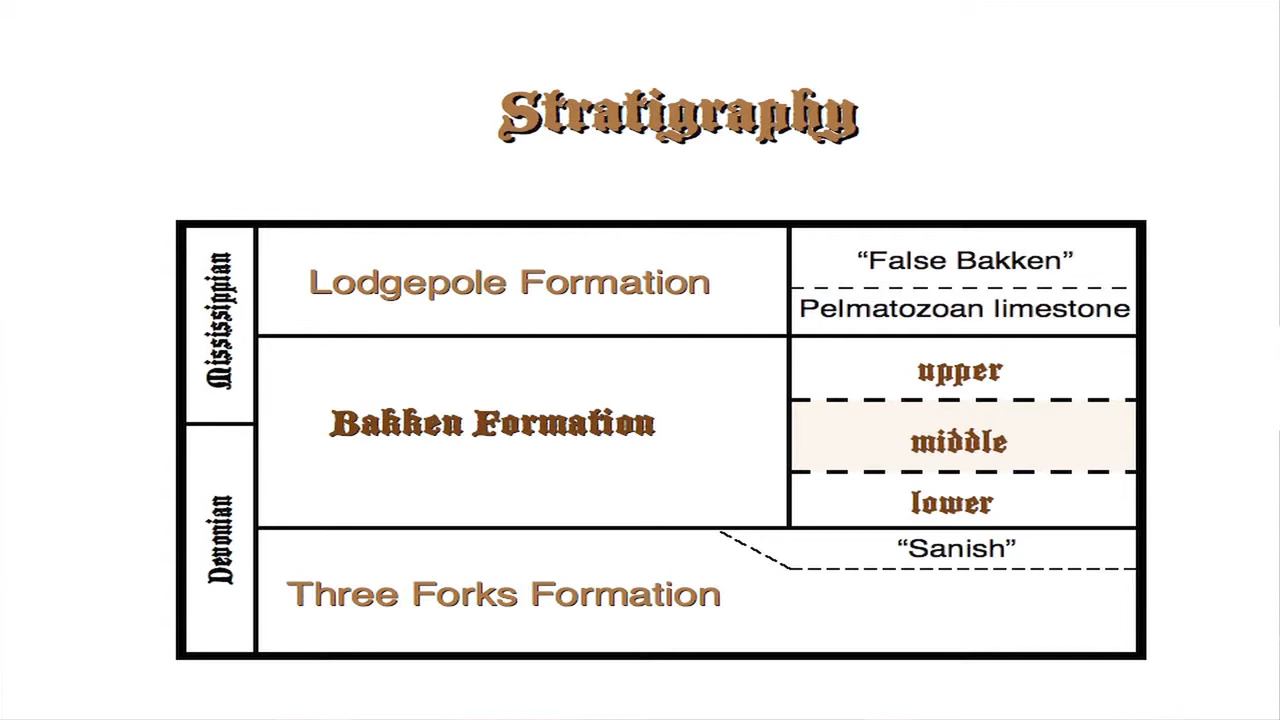 Stratigraphy
Mississippian
Lodgepole Formation
“False Bakken”
Pelmatozoan limestone
Bakken Formation
upper
middle
lower
Devonian
Three Forks Formation
“Sanish”